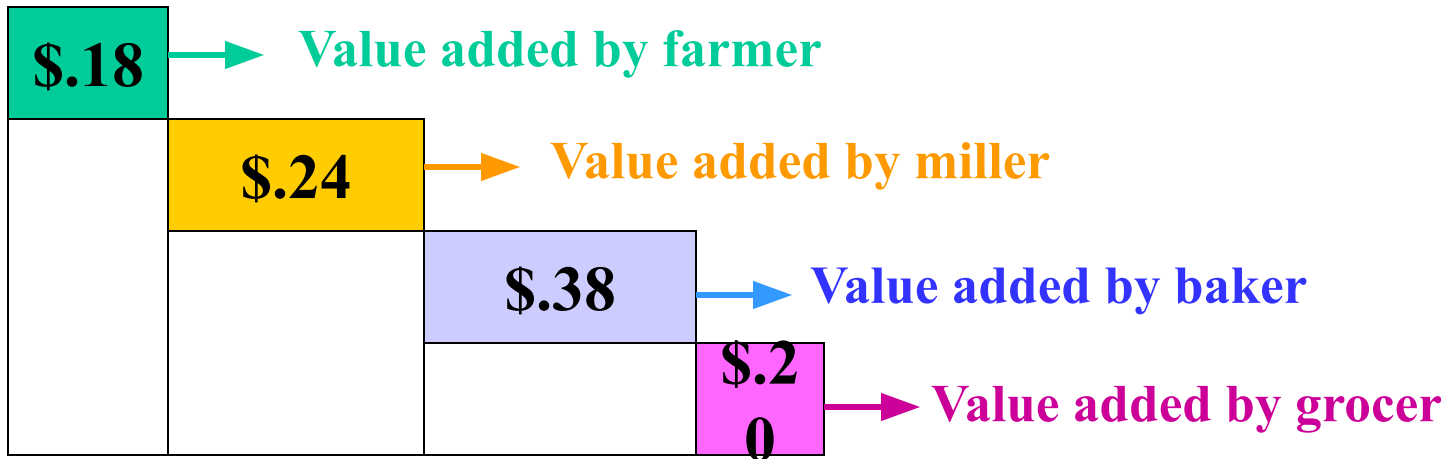 $.18
Value added by farmer
$.24
Value added by miller
$.38
Value added by baker
$.2
0
Value added by grocer